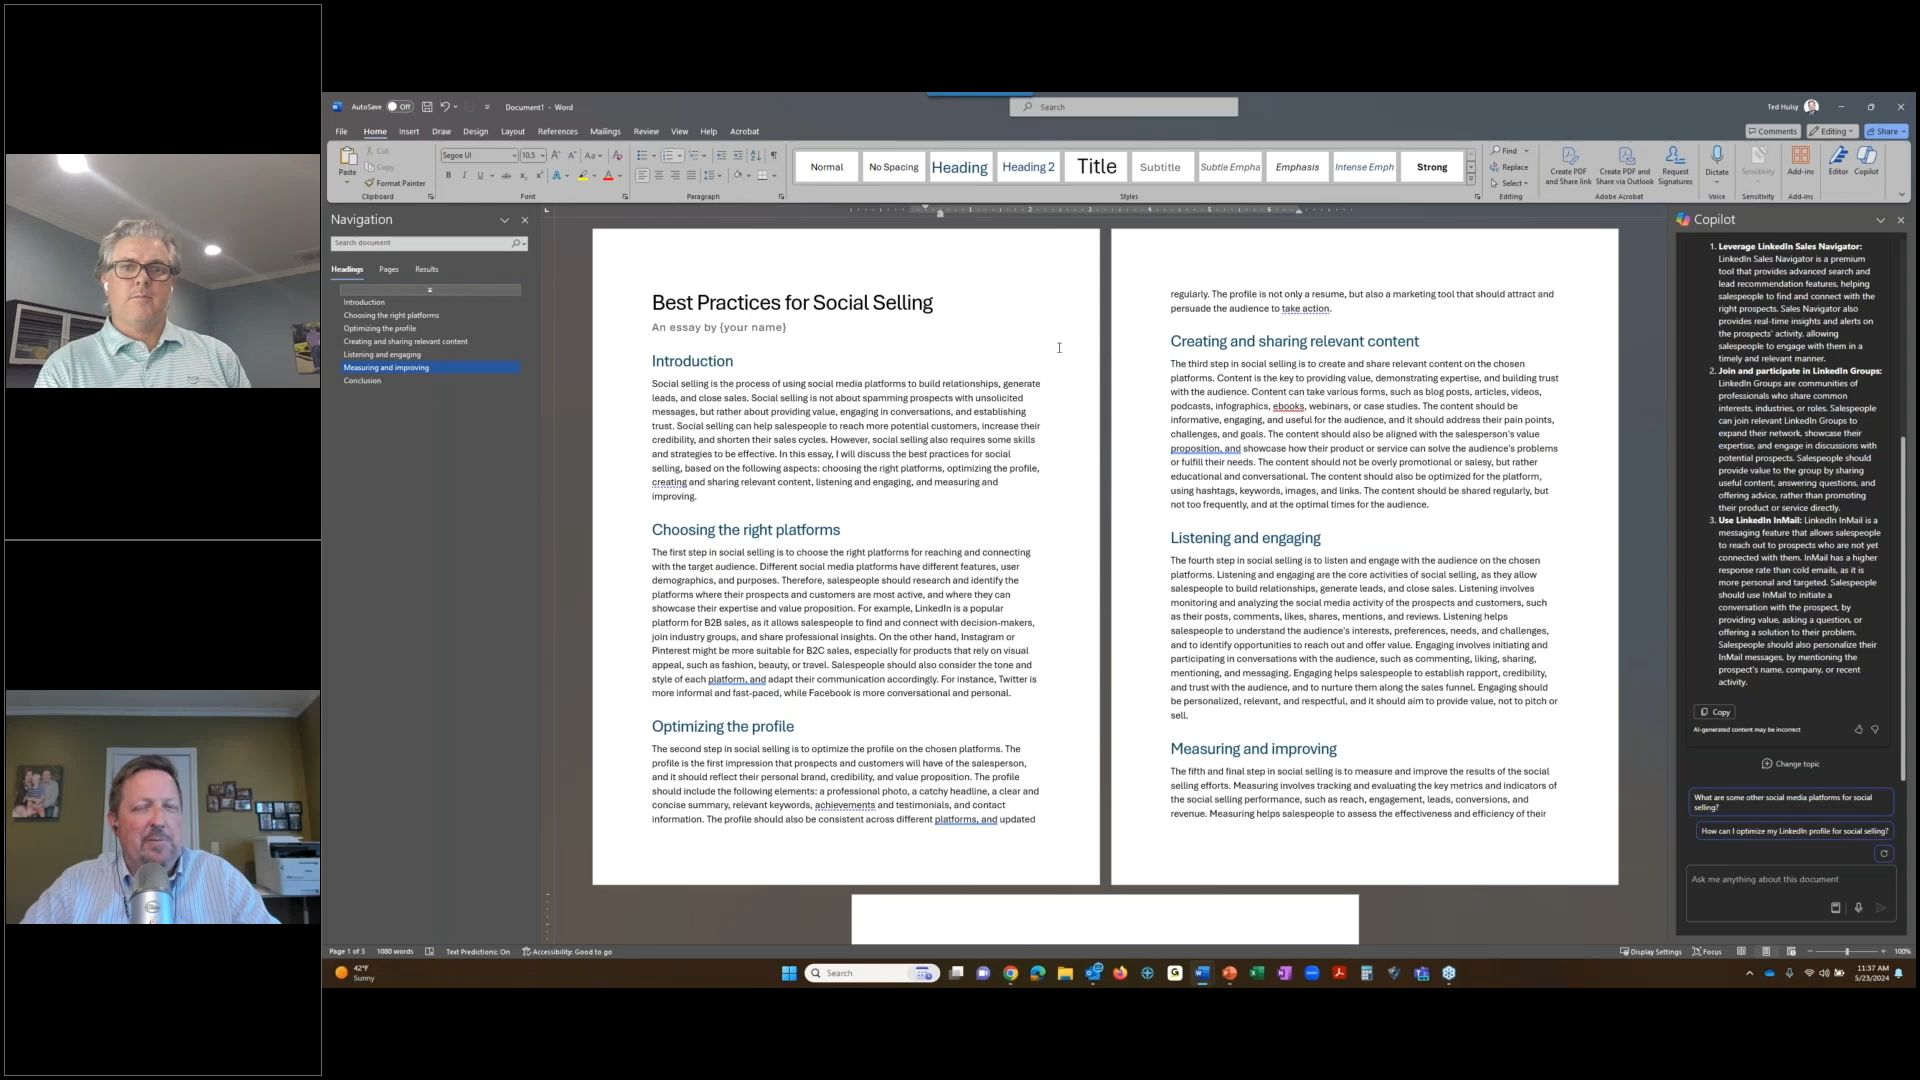 AutoSave Off
Document1 - Word
Search
Ted Hulsy
File Home Insert Draw Design Layout References Mailings Review View Help Acrobat
Comments Editing Share
Paste
Cut
Copy
Format Painter
Clipboard
Segoe UI 10.5
Font
Paragraph
Normal No Spacing Heading Heading 2 Title Subtitle Subtle Empha Emphasis Intense Emph Strong
Styles
Find
Replace
Select
Editing
Create PDF and Share link
Create PDF and Share via Outlook
Request Signatures
Adobe Acrobat
Dictate
Voice
Sensitivity
Sensitivity
Add-ins
Add-ins
Editor
Copilot
Navigation
Search document
Headings Pages Results
Introduction
Choosing the right platforms
Optimizing the profile
Creating and sharing relevant content
Listening and engaging
Measuring and improving
Conclusion
Best Practices for Social Selling
An essay by {your name}
Introduction
Social selling is the process of using social media platforms to build relationships, generate
leads, and close sales. Social selling is not about spamming prospects with unsolicited
messages, but rather about providing value, engaging in conversations, and establishing
trust. Social selling can help salespeople to reach more potential customers, increase their
credibility, and shorten their sales cycles. However, social selling also requires some skills
and strategies to be effective. In this essay, I will discuss the best practices for social
selling, based on the following aspects: choosing the right platforms, optimizing the profile,
creating and sharing relevant content, listening and engaging, and measuring and
improving.
Choosing the right platforms
The first step in social selling is to choose the right platforms for reaching and connecting
with the target audience. Different social media platforms have different features, user
demographics, and purposes. Therefore, salespeople should research and identify the
platforms where their prospects and customers are most active, and where they can
showcase their expertise and value proposition. For example, LinkedIn is a popular
platform for B2B sales, as it allows salespeople to find and connect with decision-makers,
join industry groups, and share professional insights. On the other hand, Instagram or
Pinterest might be more suitable for B2C sales, especially for products that rely on visual
appeal, such as fashion, beauty, or travel. Salespeople should also consider the tone and
style of each platform, and adapt their communication accordingly. For instance, Twitter is
more informal and fast-paced, while Facebook is more conversational and personal.
Optimizing the profile
The second step in social selling is to optimize the profile on the chosen platforms. The
profile is the first impression that prospects and customers will have of the salesperson,
and it should reflect their personal brand, credibility, and value proposition. The profile
should include the following elements: a professional photo, a catchy headline, a clear and
concise summary, relevant keywords, achievements and testimonials, and contact
information. The profile should also be consistent across different platforms, and updated
regularly. The profile is not only a resume, but also a marketing tool that should attract and
persuade the audience to take action.
Creating and sharing relevant content
The third step in social selling is to create and share relevant content on the chosen
platforms. Content is the key to providing value, demonstrating expertise, and building trust
with the audience. Content can take various forms, such as blog posts, articles, videos,
podcasts, infographics, ebooks, webinars, or case studies. The content should be
informative, engaging, and useful for the audience, and it should address their pain points,
challenges, and goals. The content should also be aligned with the salesperson's value
proposition, and showcase how their product or service can solve the audience's problems
or fulfill their needs. The content should not be overly promotional or salesy, but rather
educational and conversational. The content should also be optimized for the platform,
using hashtags, keywords, images, and links. The content should be shared regularly, but
not too frequently, and at the optimal times for the audience.
Listening and engaging
The fourth step in social selling is to listen and engage with the audience on the chosen
platforms. Listening and engaging are the core activities of social selling, as they allow
salespeople to build relationships, generate leads, and close sales. Listening involves
monitoring and analyzing the social media activity of the prospects and customers, such
as their posts, comments, likes, shares, mentions, and reviews. Listening helps
salespeople to understand the audience's interests, preferences, needs, and challenges,
and to identify opportunities to reach out and offer value. Engaging involves initiating and
participating in conversations with the audience, such as commenting, liking, sharing,
mentioning, and messaging. Engaging helps salespeople to establish rapport, credibility,
and trust with the audience, and to nurture them along the sales funnel. Engaging should
be personalized, relevant, and respectful, and it should aim to provide value, not to pitch or
sell.
Measuring and improving
The fifth and final step in social selling is to measure and improve the results of the social
selling efforts. Measuring involves tracking and evaluating the key metrics and indicators
of the social selling performance, such as reach, engagement, leads, conversions, and
revenue. Measuring helps salespeople to assess the effectiveness and efficiency of their
Copilot
1. Leverage LinkedIn Sales Navigator:
LinkedIn Sales Navigator is a premium
tool that provides advanced search and
lead recommendation features, helping
salespeople to find and connect with the
right prospects. Sales Navigator also
provides real-time insights and alerts on
the prospects' activity, allowing
salespeople to engage with them in a
timely and relevant manner.
2. Join and participate in LinkedIn Groups:
LinkedIn Groups are communities of
professionals who share common
interests, industries, or roles. Salespeople
can join relevant LinkedIn Groups to
expand their network, showcase their
expertise, and engage in discussions with
potential prospects. Salespeople should
provide value to the group by sharing
useful content, answering questions, and
offering advice, rather than promoting
their product or service directly.
3. Use LinkedIn InMail: LinkedIn InMail is a
messaging feature that allows salespeople
to reach out to prospects who are not yet
connected with them. InMail has a higher
response rate than cold emails, as it is
more personal and targeted. Salespeople
should use InMail to initiate a
conversation with the prospect, by
providing value, asking a question, or
offering a solution to their problem.
Salespeople should also personalize their
InMail messages, by mentioning the
prospect's name, company, or recent
activity.
Copy
AI-generated content may be incorrect
Change topic
What are some other social media platforms for social
selling?
How can I optimize my LinkedIn profile for social selling?
Ask me anything about this document
Page 1 of 3 1080 words Text Predictions: On Accessibility: Good to go
Display Settings Focus 100%
42°F
Sunny
Search
11:37 AM
5/23/2024